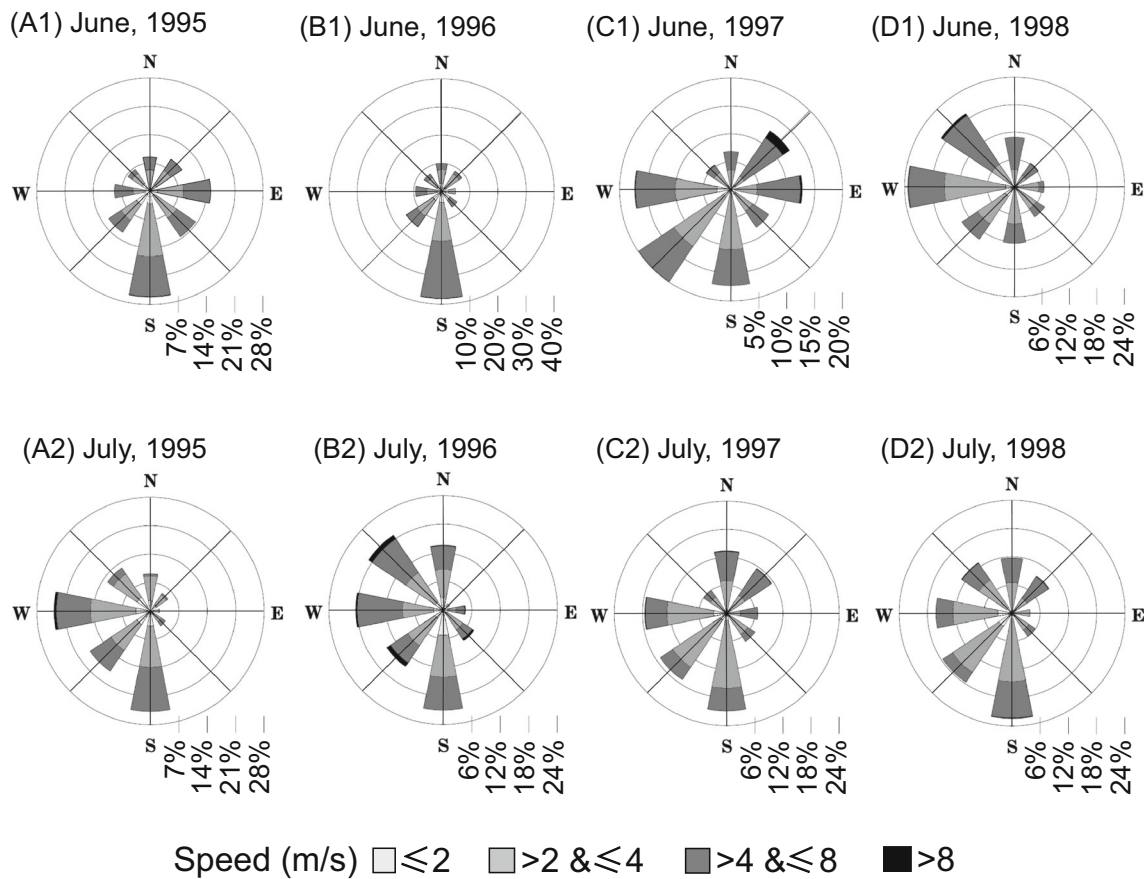 (A1) June, 1995
(B1) June, 1996
(C1) June, 1997
(D1) June, 1998
N
N
N
N
W
E
W
E
W
E
W
E
S
S
S
S
7%
14%
21%
28%
10%
20%
30%
40%
5%
10%
15%
20%
6%
12%
18%
24%
(A2) July, 1995
(B2) July, 1996
(C2) July, 1997
(D2) July, 1998
N
N
N
N
W
E
W
E
W
E
W
E
S
S
S
S
7%
14%
21%
28%
6%
12%
18%
24%
6%
12%
18%
24%
6%
12%
18%
24%
Speed (m/s) ≤2 >2 &≤4 >4 &≤8 >8